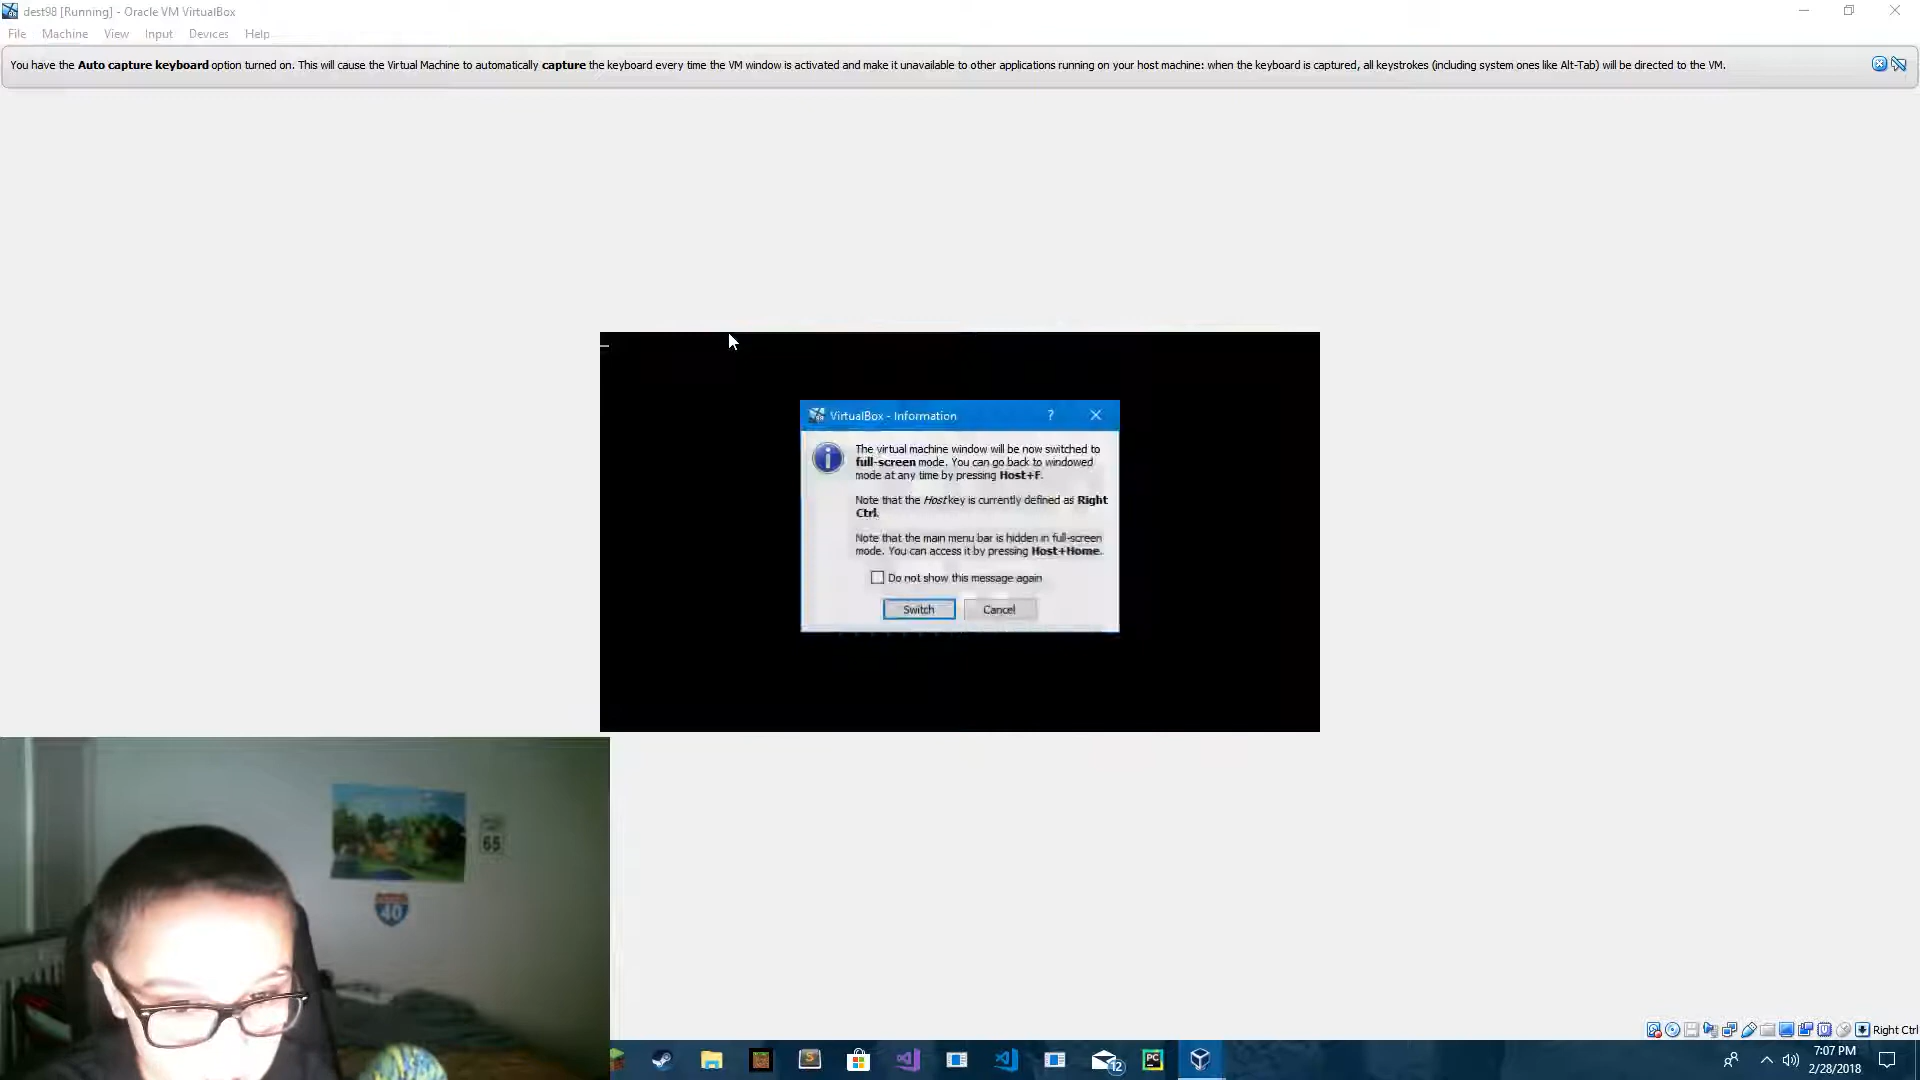 dest98 [Running] - Oracle VM VirtualBox
File Machine View Input Devices Help
You have the Auto capture keyboard option turned on. This will cause the Virtual Machine to automatically capture the keyboard every time the VM window is activated and make it unavailable to other applications running on your host machine: when the keyboard is captured, all keystrokes (including system ones like Alt-Tab) will be directed to the VM.
VirtualBox - Information
The virtual machine window will be now switched to
full-screen mode. You can go back to windowed
mode at any time by pressing Host+F.
Note that the Host key is currently defined as Right
Ctrl.
Note that the main menu bar is hidden in full-screen
mode. You can access it by pressing Host+Home.
Do not show this message again
Switch Cancel
65
40
Right Ctrl
12
PC
7:07 PM
2/28/2018